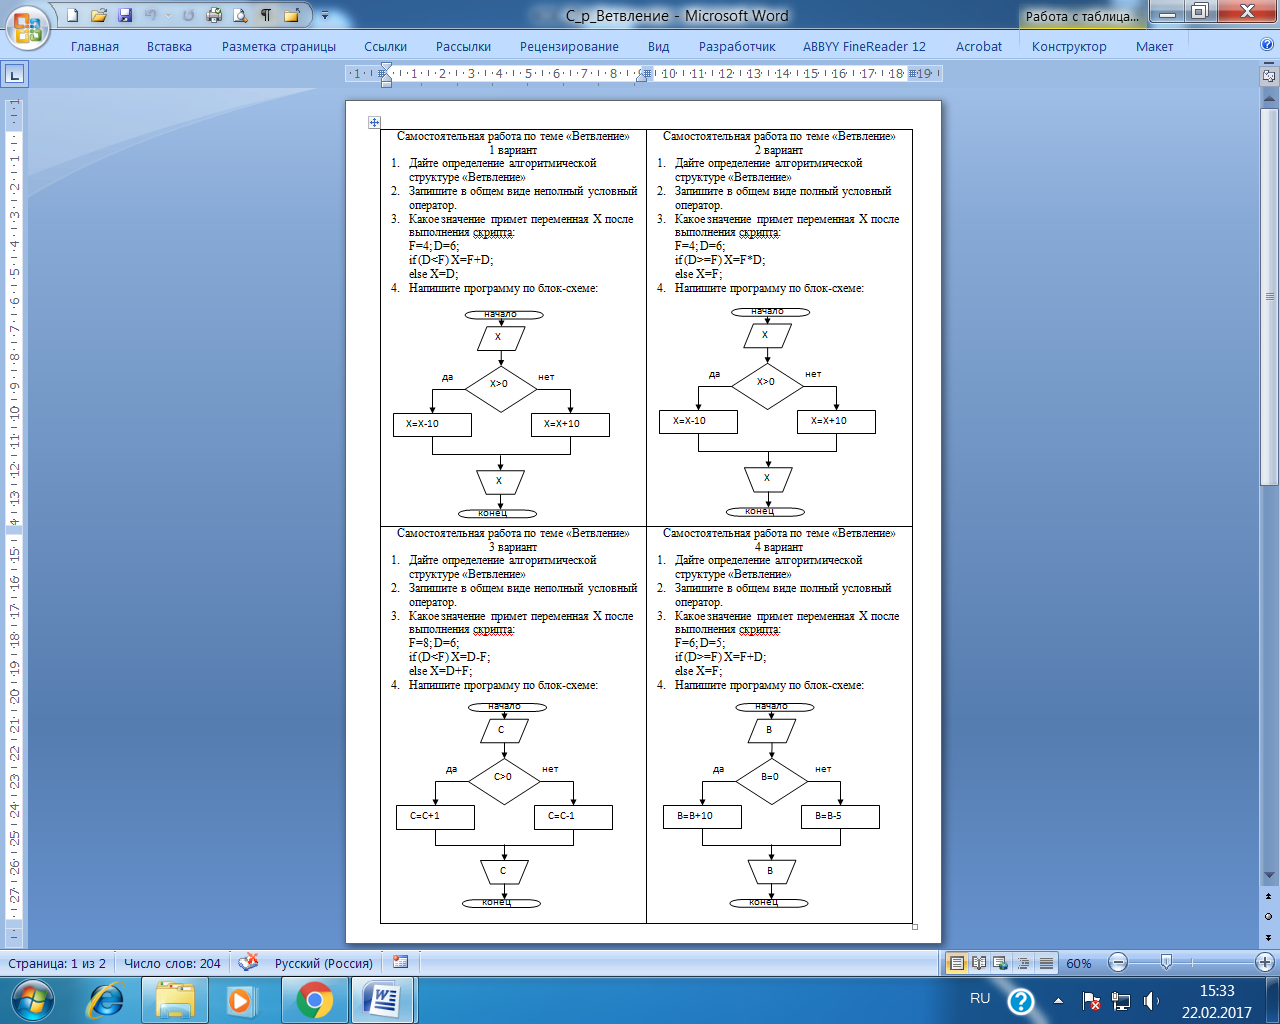 С_р_Ветвление - Microsoft Word
Работа с таблица...
Главная Вставка Разметка страницы Ссылки Рассылки Рецензирование Вид Разработчик ABBYY FineReader 12 Acrobat Конструктор Макет
Самостоятельная работа по теме «Ветвление»
1 вариант
1. Дайте определение алгоритмической
структуре «Ветвление»
2. Запишите в общем виде неполный условный
оператор.
3. Какое значение примет переменная X после
выполнения скрипта:
F=4; D=6;
if (D<F) X=F+D;
else X=D;
4. Напишите программу по блок-схеме:
начало
X
да
X>0
нет
X=X-10
X=X+10
X
конец
Самостоятельная работа по теме «Ветвление»
2 вариант
1. Дайте определение алгоритмической
структуре «Ветвление»
2. Запишите в общем виде полный условный
оператор.
3. Какое значение примет переменная X после
выполнения скрипта:
F=4; D=6;
if (D>=F) X=F*D;
else X=F;
4. Напишите программу по блок-схеме:
начало
X
да
X>0
нет
X=X-10
X=X+10
X
конец
Самостоятельная работа по теме «Ветвление»
3 вариант
1. Дайте определение алгоритмической
структуре «Ветвление»
2. Запишите в общем виде неполный условный
оператор.
3. Какое значение примет переменная X после
выполнения скрипта:
F=8; D=6;
if (D<F) X=D-F;
else X=D+F;
4. Напишите программу по блок-схеме:
начало
C
да
C>0
нет
C=C+1
C=C-1
C
конец
Самостоятельная работа по теме «Ветвление»
4 вариант
1. Дайте определение алгоритмической
структуре «Ветвление»
2. Запишите в общем виде полный условный
оператор.
3. Какое значение примет переменная X после
выполнения скрипта:
F=6; D=5;
if (D>=F) X=F+D;
else X=F;
4. Напишите программу по блок-схеме:
начало
B
да
B=0
нет
B=B+10
B=B-5
B
конец
Страница: 1 из 2 Число слов: 204 Русский (Россия) 60%
RU
15:33
22.02.2017